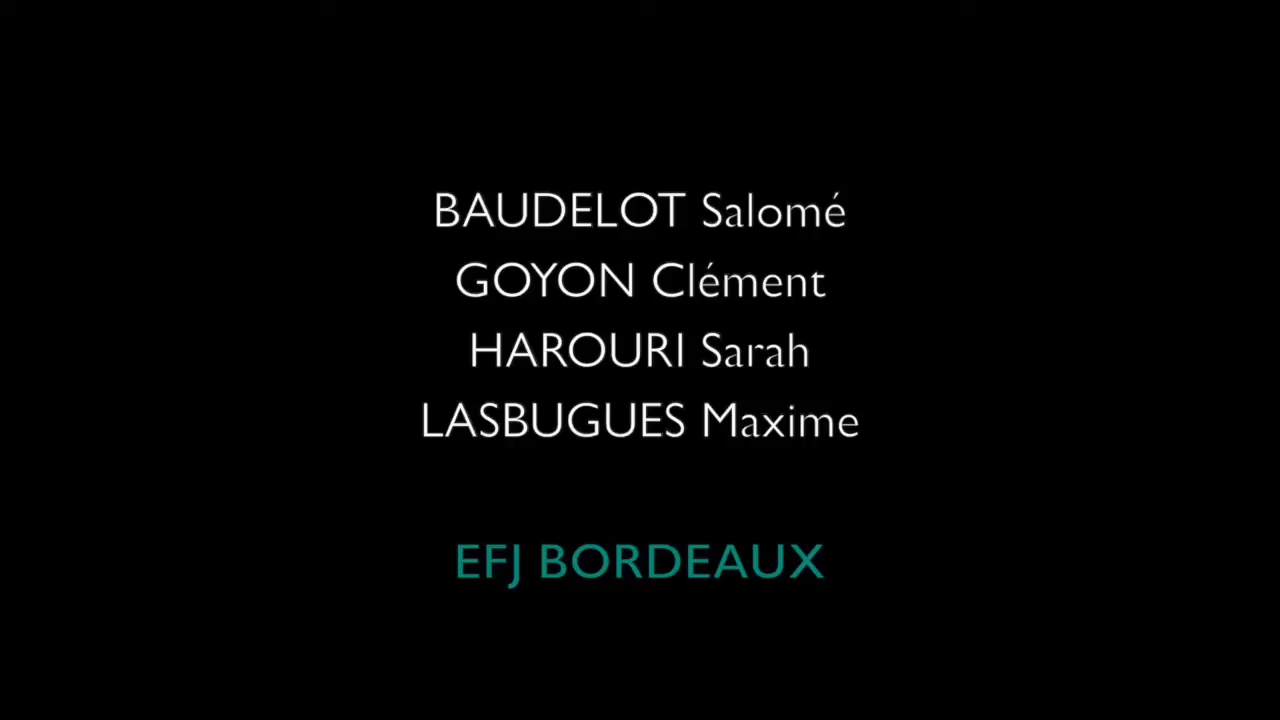 BAUDELOT Salomé
GOYON Clément
HAROURI Sarah
LASBUGUES Maxime
EFJ BORDEAUX